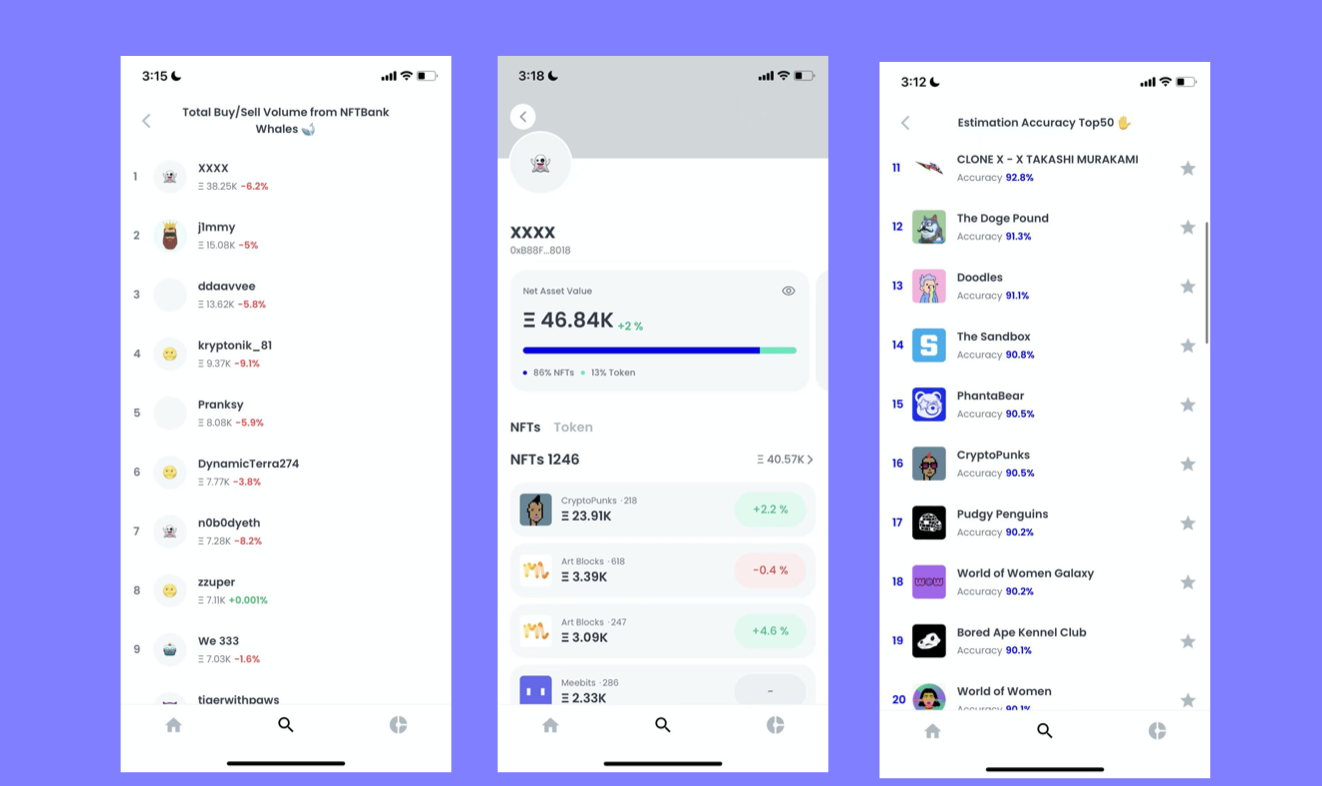 3:15
Total Buy/Sell Volume from NFTBank
Whales
1
XXXX
Ξ 38.25K -6.2%
2
j1mmy
Ξ 15.08K -5%
3
ddaavvee
Ξ 13.62K -5.8%
4
kryptonik_81
Ξ 9.37K -9.1%
5
Pranksy
Ξ 8.08K -5.9%
6
DynamicTerra274
Ξ 7.77K -3.8%
7
n0b0dyeth
Ξ 7.28K -8.2%
8
zzuper
Ξ 7.11K +0.001%
9
We 333
Ξ 7.03K -1.6%
tigerwithpaws
3:18
XXXX
0xB88F...8018
Net Asset Value
Ξ 46.84K +2 %
86% NFTs 13% Token
NFTs Token
NFTs 1246 Ξ 40.57K
CryptoPunks ·218
Ξ 23.91K +2.2 %
Art Blocks ·618
Ξ 3.39K -0.4 %
Art Blocks ·247
Ξ 3.09K +4.6 %
Meebits ·286
Ξ 2.33K -
3:12
Estimation Accuracy Top50
11
CLONE X - X TAKASHI MURAKAMI
Accuracy 92.8%
12
The Doge Pound
Accuracy 91.3%
13
Doodles
Accuracy 91.1%
14
S
The Sandbox
Accuracy 90.8%
15
PhantaBear
Accuracy 90.5%
16
CryptoPunks
Accuracy 90.5%
17
Pudgy Penguins
Accuracy 90.2%
18
WOW
World of Women Galaxy
Accuracy 90.2%
19
Bored Ape Kennel Club
Accuracy 90.1%
20
World of Women
Accuracy 90.1%